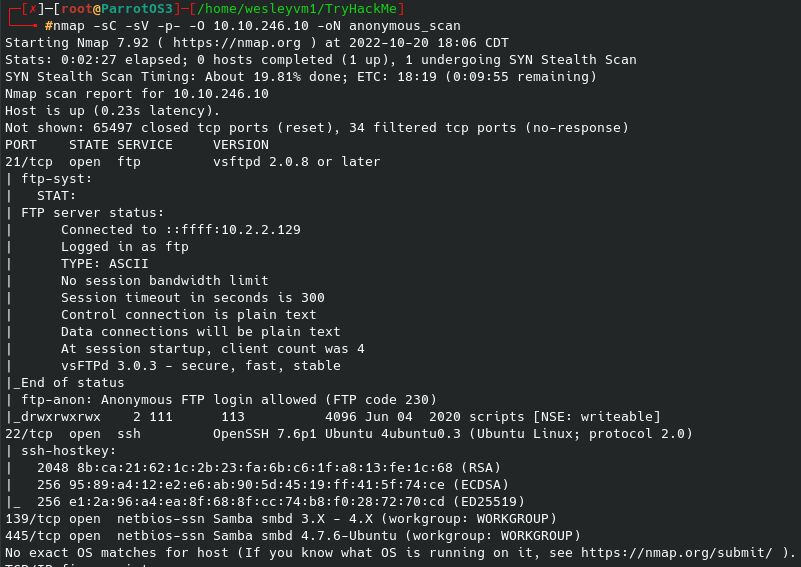 ┌─[✗]─[root@ParrotOS3]─[/home/wesleyvm1/TryHackMe]
└──╼ #nmap -sC -sV -p- -O 10.10.246.10 -oN anonymous_scan
Starting Nmap 7.92 ( https://nmap.org ) at 2022-10-20 18:06 CDT
Stats: 0:02:27 elapsed; 0 hosts completed (1 up), 1 undergoing SYN Stealth Scan
SYN Stealth Scan Timing: About 19.81% done; ETC: 18:19 (0:09:55 remaining)
Nmap scan report for 10.10.246.10
Host is up (0.23s latency).
Not shown: 65497 closed tcp ports (reset), 34 filtered tcp ports (no-response)
PORT    STATE SERVICE     VERSION
21/tcp  open  ftp         vsftpd 2.0.8 or later
| ftp-syst:
|   STAT:
| FTP server status:
|      Connected to ::ffff:10.2.2.129
|      Logged in as ftp
|      TYPE: ASCII
|      No session bandwidth limit
|      Session timeout in seconds is 300
|      Control connection is plain text
|      Data connections will be plain text
|      At session startup, client count was 4
|      vsFTPd 3.0.3 - secure, fast, stable
|_End of status
| ftp-anon: Anonymous FTP login allowed (FTP code 230)
|_drwxrwxrwx    2 111      113          4096 Jun 04  2020 scripts [NSE: writeable]
22/tcp  open  ssh         OpenSSH 7.6p1 Ubuntu 4ubuntu0.3 (Ubuntu Linux; protocol 2.0)
| ssh-hostkey:
|   2048 8b:ca:21:62:1c:2b:23:fa:6b:c6:1f:a8:13:fe:1c:68 (RSA)
|   256 95:89:a4:12:e2:e6:ab:90:5d:45:19:ff:41:5f:74:ce (ECDSA)
|_  256 e1:2a:96:a4:ea:8f:68:8f:cc:74:b8:f0:28:72:70:cd (ED25519)
139/tcp open  netbios-ssn Samba smbd 3.X - 4.X (workgroup: WORKGROUP)
445/tcp open  netbios-ssn Samba smbd 4.7.6-Ubuntu (workgroup: WORKGROUP)
No exact OS matches for host (If you know what OS is running on it, see https://nmap.org/submit/ ).